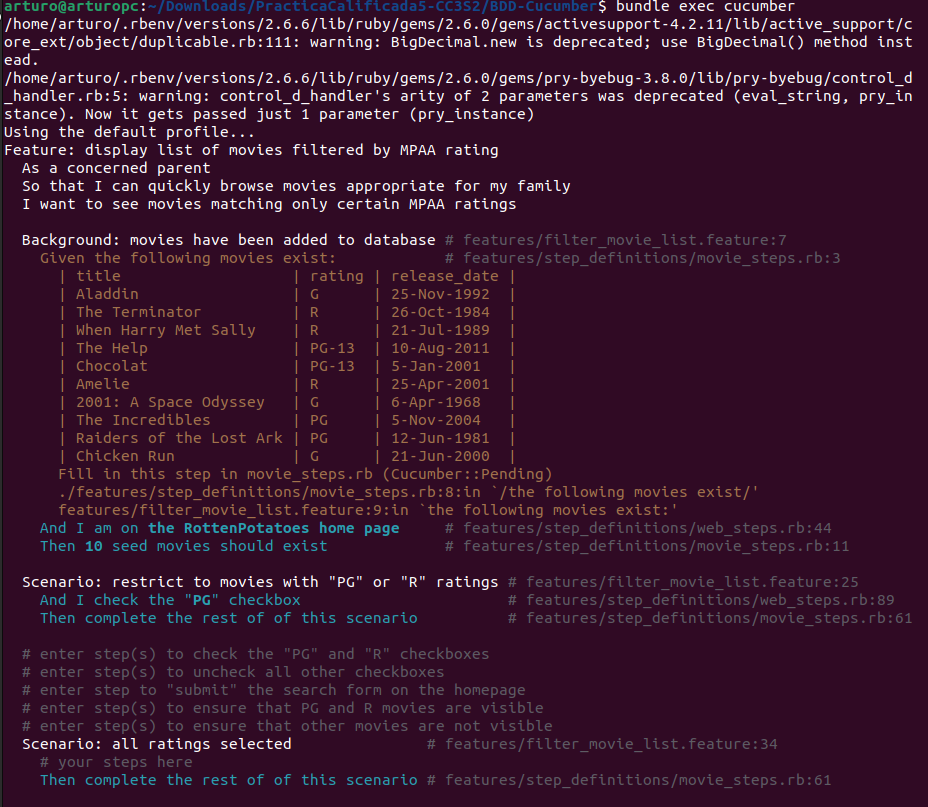 arturo@arturopc:~/Downloads/PracticaCalificada5-CC3S2/BDD-Cucumber$ bundle exec cucumber
/home/arturo/.rbenv/versions/2.6.6/lib/ruby/gems/2.6.0/gems/activesupport-4.2.11/lib/active_support/c
ore_ext/object/duplicable.rb:111: warning: BigDecimal.new is deprecated; use BigDecimal() method inst
ead.
/home/arturo/.rbenv/versions/2.6.6/lib/ruby/gems/2.6.0/gems/pry-byebug-3.8.0/lib/pry-byebug/control_d
_handler.rb:5: warning: control_d_handler's arity of 2 parameters was deprecated (eval_string, pry_in
stance). Now it gets passed just 1 parameter (pry_instance)
Using the default profile...
Feature: display list of movies filtered by MPAA rating
  As a concerned parent
  So that I can quickly browse movies appropriate for my family
  I want to see movies matching only certain MPAA ratings

  Background: movies have been added to database # features/filter_movie_list.feature:7
    Given the following movies exist:            # features/step_definitions/movie_steps.rb:3
      | title                   | rating | release_date |
      | Aladdin                 | G      | 25-Nov-1992  |
      | The Terminator          | R      | 26-Oct-1984  |
      | When Harry Met Sally    | R      | 21-Jul-1989  |
      | The Help                | PG-13  | 10-Aug-2011  |
      | Chocolat                | PG-13  | 5-Jan-2001   |
      | Amelie                  | R      | 25-Apr-2001  |
      | 2001: A Space Odyssey   | G      | 6-Apr-1968   |
      | The Incredibles         | PG     | 5-Nov-2004   |
      | Raiders of the Lost Ark | PG     | 12-Jun-1981  |
      | Chicken Run             | G      | 21-Jun-2000  |
      Fill in this step in movie_steps.rb (Cucumber::Pending)
      ./features/step_definitions/movie_steps.rb:8:in `/the following movies exist/'
      features/filter_movie_list.feature:9:in `the following movies exist:'
    And I am on the RottenPotatoes home page     # features/step_definitions/web_steps.rb:44
    Then 10 seed movies should exist             # features/step_definitions/movie_steps.rb:11

  Scenario: restrict to movies with "PG" or "R" ratings # features/filter_movie_list.feature:25
    And I check the "PG" checkbox                       # features/step_definitions/web_steps.rb:89
    Then complete the rest of of this scenario          # features/step_definitions/movie_steps.rb:61

  # enter step(s) to check the "PG" and "R" checkboxes
  # enter step(s) to uncheck all other checkboxes
  # enter step to "submit" the search form on the homepage
  # enter step(s) to ensure that PG and R movies are visible
  # enter step(s) to ensure that other movies are not visible
  Scenario: all ratings selected               # features/filter_movie_list.feature:34
    # your steps here
    Then complete the rest of of this scenario # features/step_definitions/movie_steps.rb:61